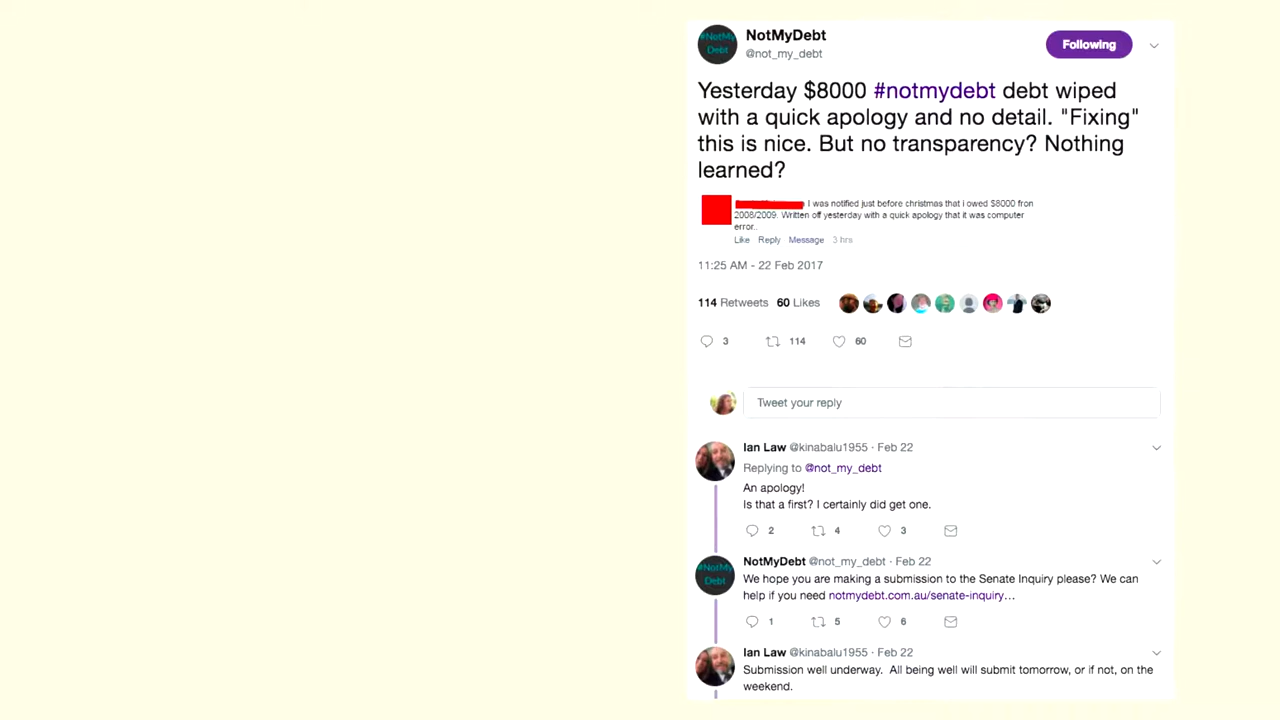 #NotMy
Debt
NotMyDebt
@not_my_debt
Following
Yesterday $8000 #notmydebt debt wiped
with a quick apology and no detail. "Fixing"
this is nice. But no transparency? Nothing
learned?
I was notified just before christmas that i owed $8000 fron
2008/2009. Written off yesterday with a quick apology that it was computer
error..
Like Reply Message 3 hrs
11:25 AM - 22 Feb 2017
114 Retweets 60 Likes
3 114 60
Tweet your reply
Ian Law @kinabalu1955 · Feb 22
Replying to @not_my_debt
An apology!
Is that a first? I certainly did get one.
2 4 3
#NotMy
Debt
NotMyDebt @not_my_debt · Feb 22
We hope you are making a submission to the Senate Inquiry please? We can
help if you need notmydebt.com.au/senate-inquiry…
1 5 6
Ian Law @kinabalu1955 · Feb 22
Submission well underway. All being well will submit tomorrow, or if not, on the
weekend.